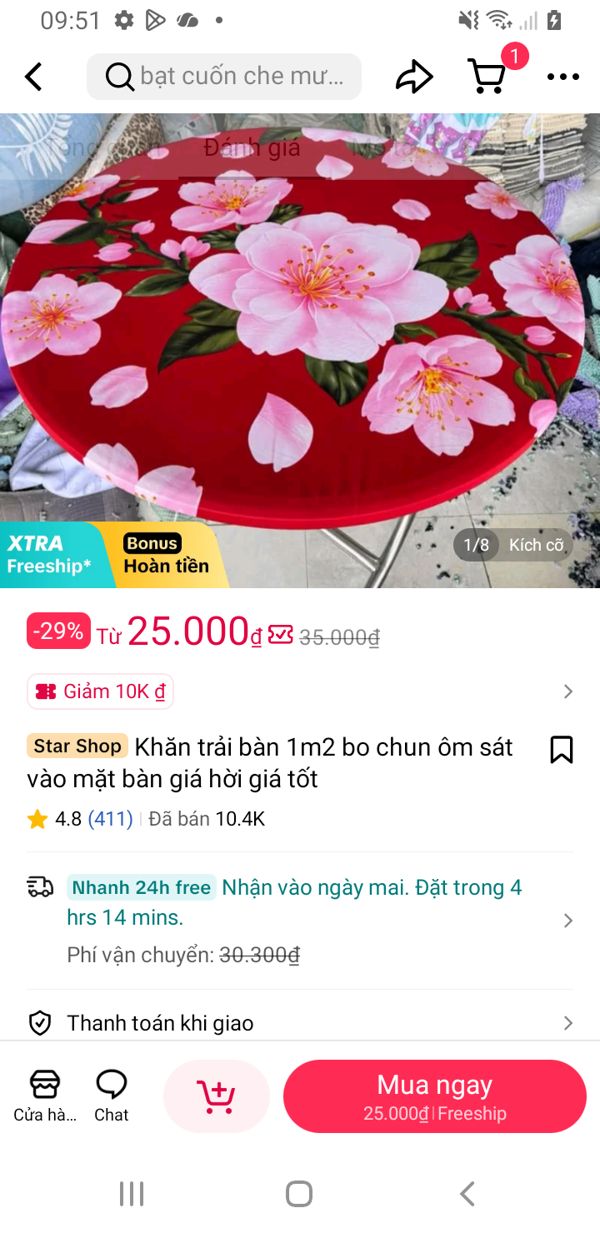 09:51
1
bạt cuốn che mư...
Đánh giá
XTRA
Freeship*
Bonus
Hoàn tiền
1/8 Kích cỡ
-29% Từ 25.000đ 35.000đ
Giảm 10K đ
Star Shop Khăn trải bàn 1m2 bo chun ôm sát
vào mặt bàn giá hời giá tốt
4.8 (411) Đã bán 10.4K
Nhanh 24h free Nhận vào ngày mai. Đặt trong 4
hrs 14 mins.
Phí vận chuyển: 30.300đ
Thanh toán khi giao
Mua ngay
25.000đ | Freeship
Cửa hà... Chat